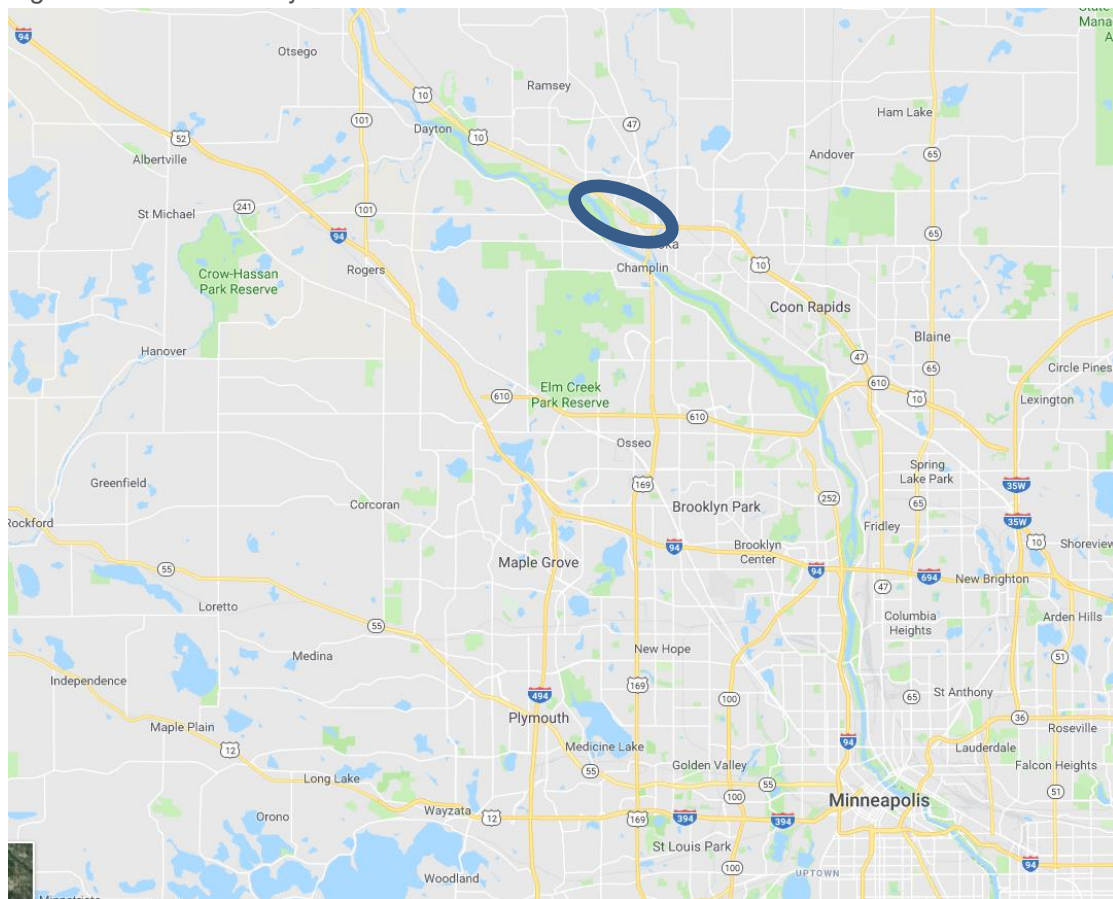 94
Otsego
Ramsey
10
Ham Lake
Dayton
101
47
10
52
Albertville
Andover
65
St Michael
241
101
94
65
Rogers
Champlin
10
65
Crow-Hassan
Park Reserve
Coon Rapids
Hanover
47
Blaine
65
Circle Pines
Elm Creek
Park Reserve
610
610
10
Lexington
610
Osseo
Greenfield
169
Spring
Lake Park
35W
Corcoran
252
65
Brooklyn Park
Rockford
Fridley
35W
10
Shoreview
94
Brooklyn
Center
Maple Grove
55
94
694
New Brighton
47
Loretto
55
Columbia
Heights
Arden Hills
Medina
New Hope
51
Independence
169
494
100
65
St Anthony
Plymouth
36
Maple Plain
Roseville
12
Medicine Lake
94
Lauderdale
Golden Valley
Falcon Heights
55
Long Lake
55
100
51
Minneapolis
Orono
Wayzata
12
169
394
394
St Louis Park
94
100
Woodland
UPTOWN